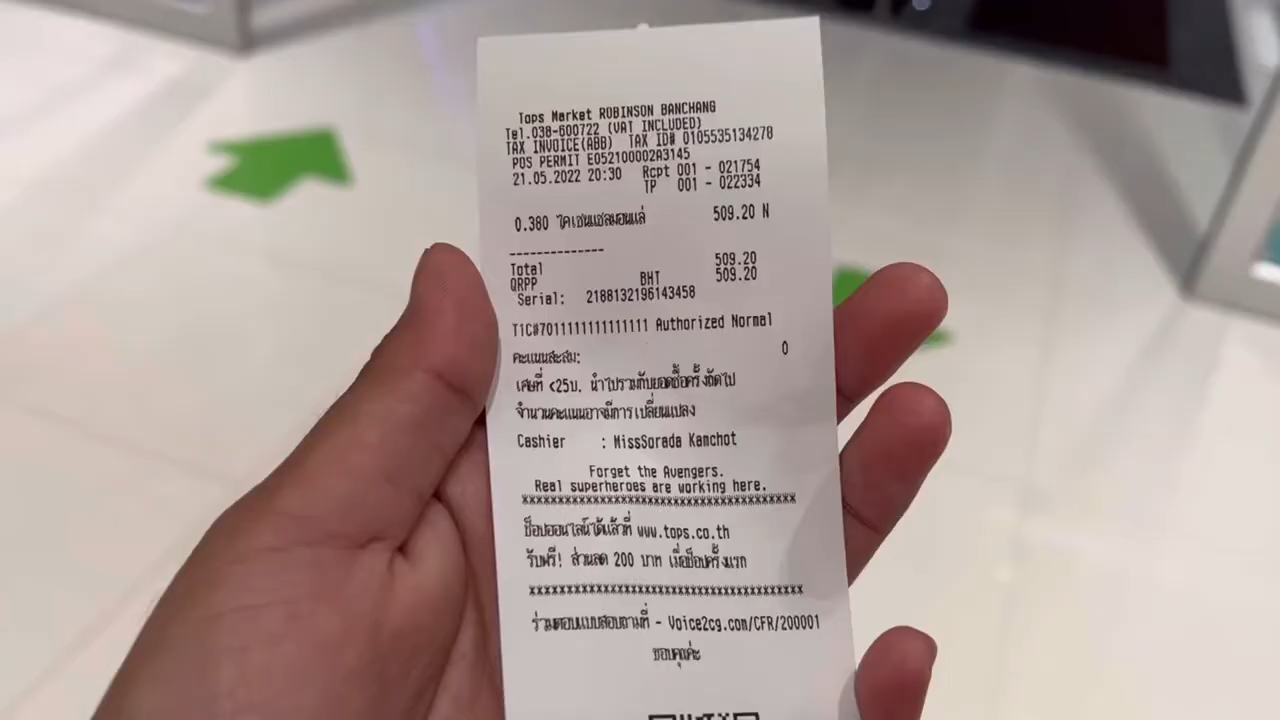 Tops Market ROBINSON BANCHANG
Tel.038-600722 (VAT INCLUDED)
TAX INVOICE(ABB) TAX ID# 0105535134278
POS PERMIT E052100002A3145
21.05.2022 20:30 Rcpt 001 - 021754
TP 001 - 022334
0.380 ไคเซนแซลมอนแล่ 509.20 N
--------------
Total 509.20
QRPP BHT 509.20
Serial: 2188132196143458
T1C#7011111111111111 Authorized Normal
คะแนนสะสม: 0
เศษที่ <25บ. นำไปรวมกับยอดซื้อครั้งถัดไป
จำนวนคะแนนอาจมีการเปลี่ยนแปลง
Cashier : MissSorada Kamchot
Forget the Avengers.
Real superheroes are working here.
****************************************
ช็อปออนไลน์ได้แล้วที่ www.tops.co.th
รับฟรี! ส่วนลด 200 บาท เมื่อช็อปครั้งแรก
****************************************
ร่วมตอบแบบสอบถามที่ - Voice2cg.com/CFR/200001
ขอบคุณค่ะ